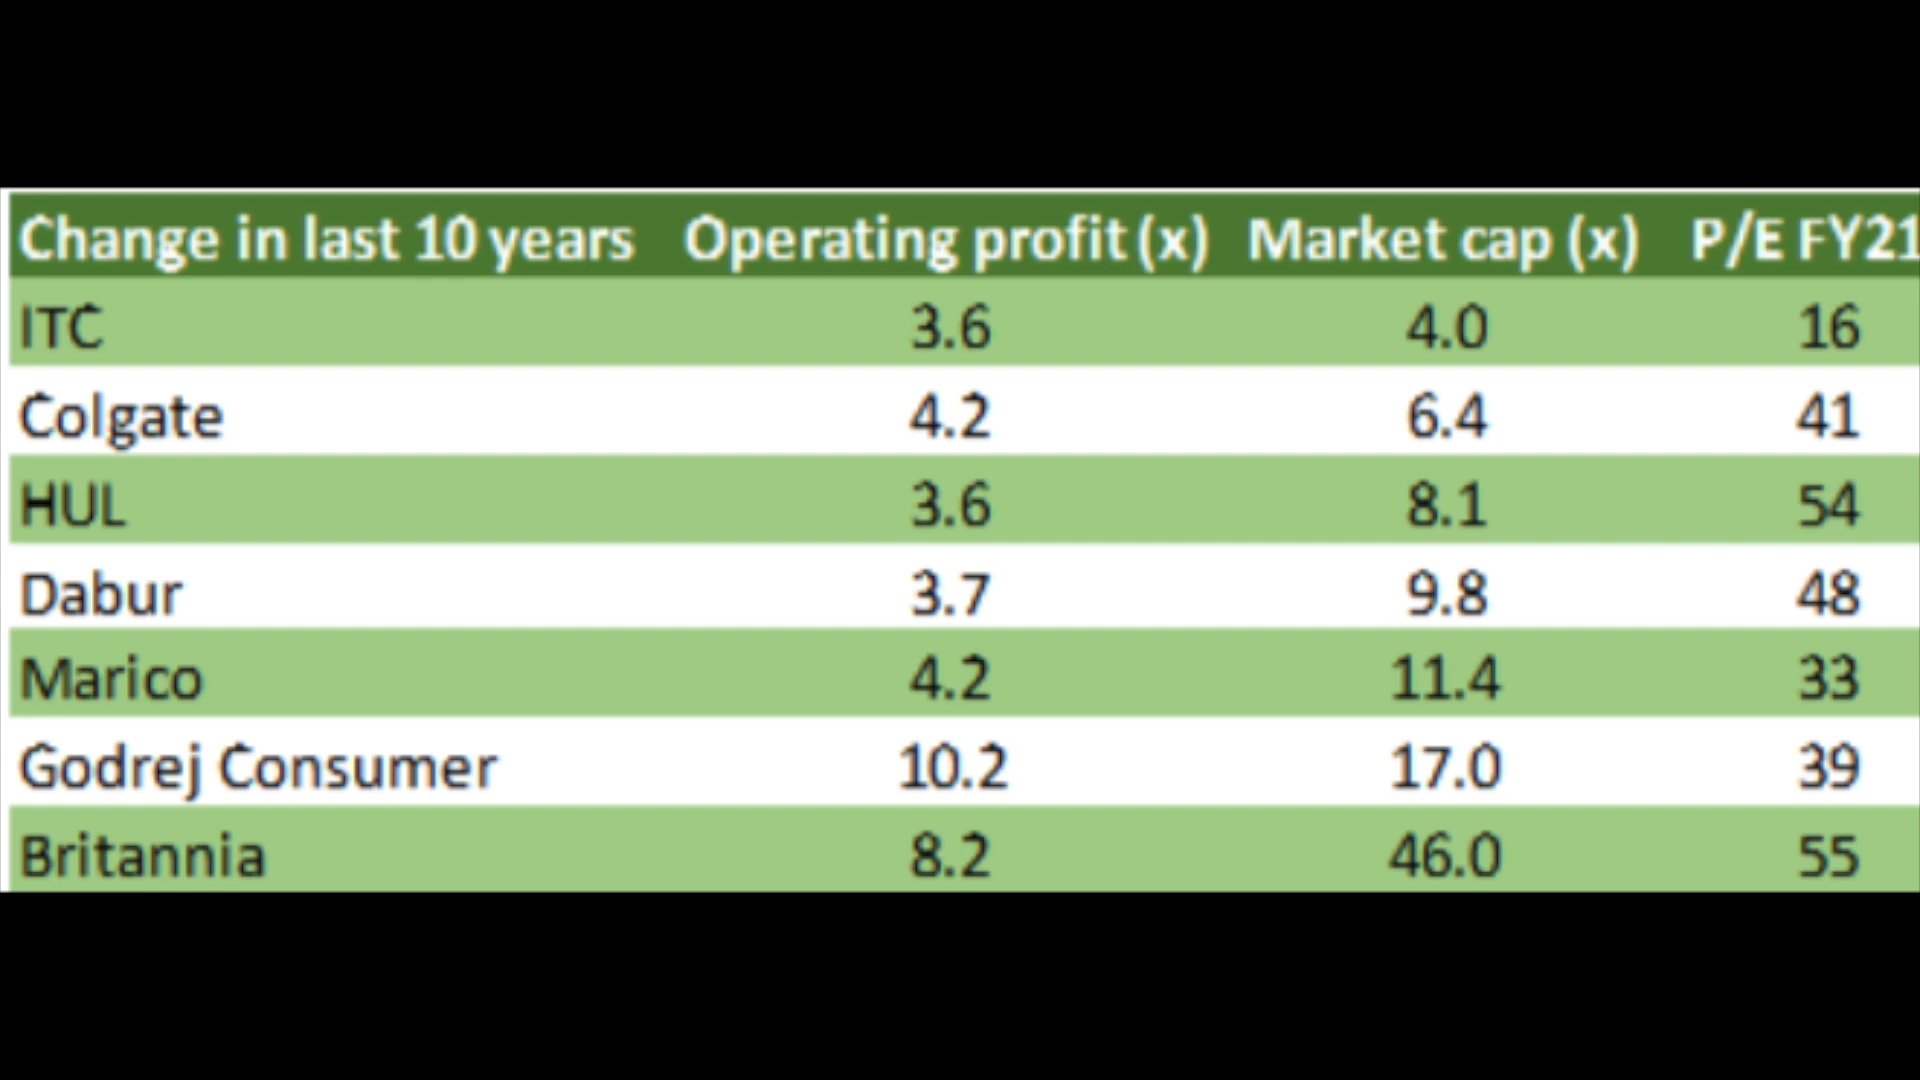 Change in last 10 years Operating profit (x) Market cap (x) P/E FY21
ITC 3.6 4.0 16
Colgate 4.2 6.4 41
HUL 3.6 8.1 54
Dabur 3.7 9.8 48
Marico 4.2 11.4 33
Godrej Consumer 10.2 17.0 39
Britannia 8.2 46.0 55